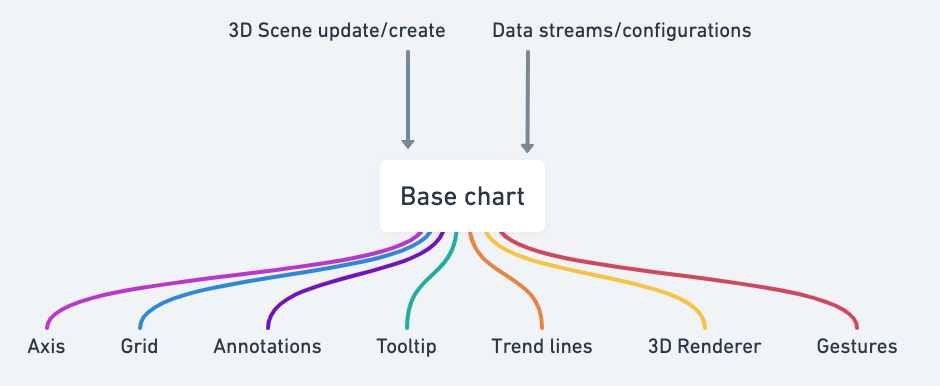 3D Scene update/create
Data streams/configurations
Base chart
Axis
Grid
Annotations
Tooltip
Trend lines
3D Renderer
Gestures